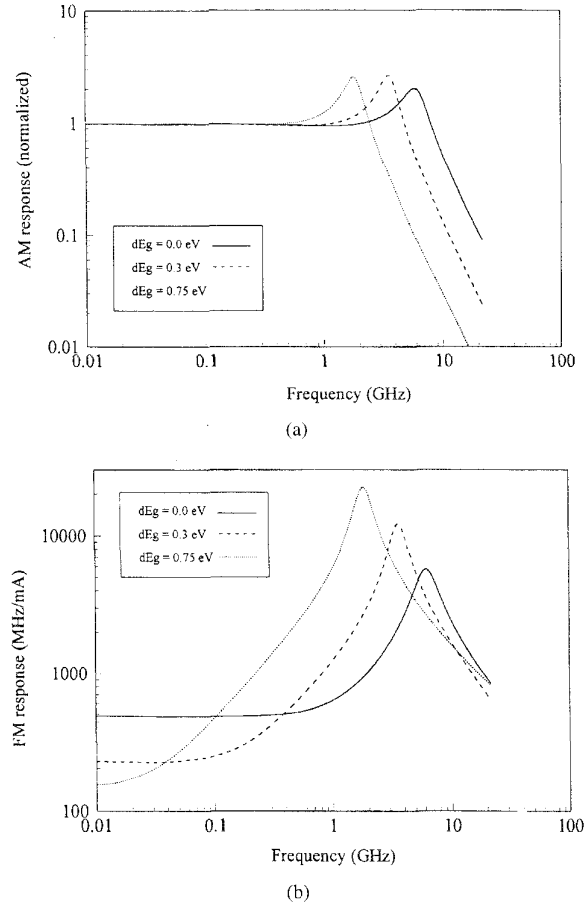 10
1
0.1
0.01
AM response (normalized)
dEg = 0.0 eV
dEg = 0.3 eV
dEg = 0.75 eV
0.01
0.1
1
10
100
Frequency (GHz)
(a)
10000
1000
100
FM response (MHz/mA)
dEg = 0.0 eV
dEg = 0.3 eV
dEg = 0.75 eV
0.01
0.1
1
10
100
Frequency (GHz)
(b)